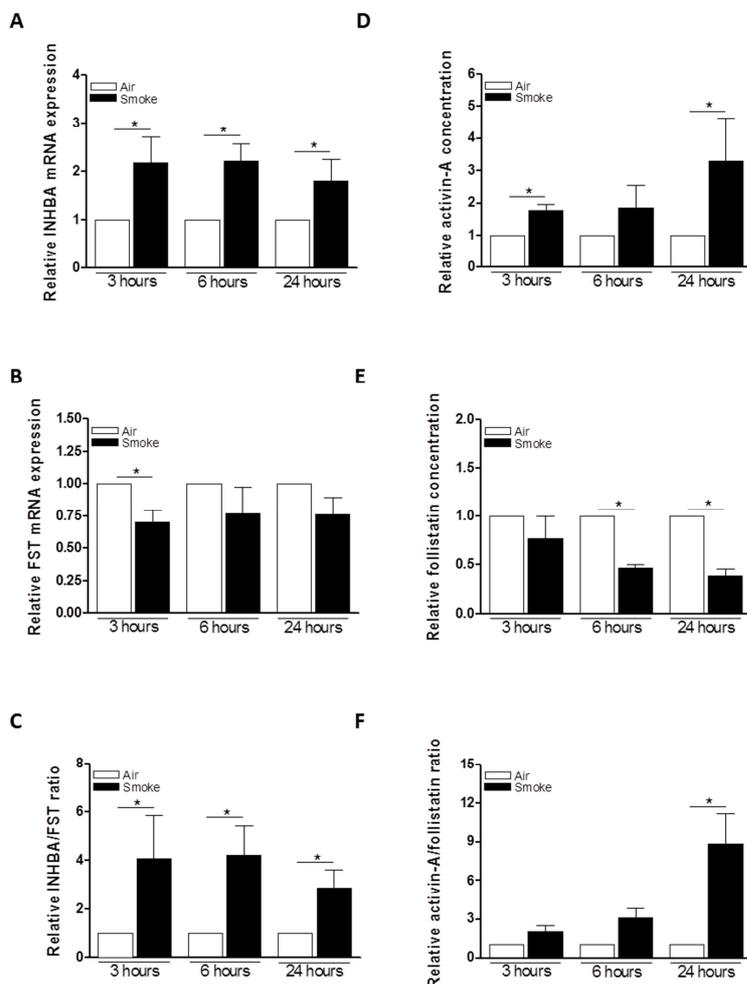 A
Relative INHBA mRNA expression
4
3
2
1
0
Air
Smoke
*
*
*
3 hours
6 hours
24 hours
D
Relative activin-A concentration
6
5
4
3
2
1
0
Air
Smoke
*
*
3 hours
6 hours
24 hours
B
Relative FST mRNA expression
1.50
1.25
1.00
0.75
0.50
0.25
0.00
Air
Smoke
*
3 hours
6 hours
24 hours
E
Relative follistatin concentration
2.0
1.5
1.0
0.5
0.0
Air
Smoke
*
*
3 hours
6 hours
24 hours
C
Relative INHBA/FST ratio
8
6
4
2
0
Air
Smoke
*
*
*
3 hours
6 hours
24 hours
F
Relative activin-A/follistatin ratio
15
12
9
6
3
0
Air
Smoke
*
3 hours
6 hours
24 hours